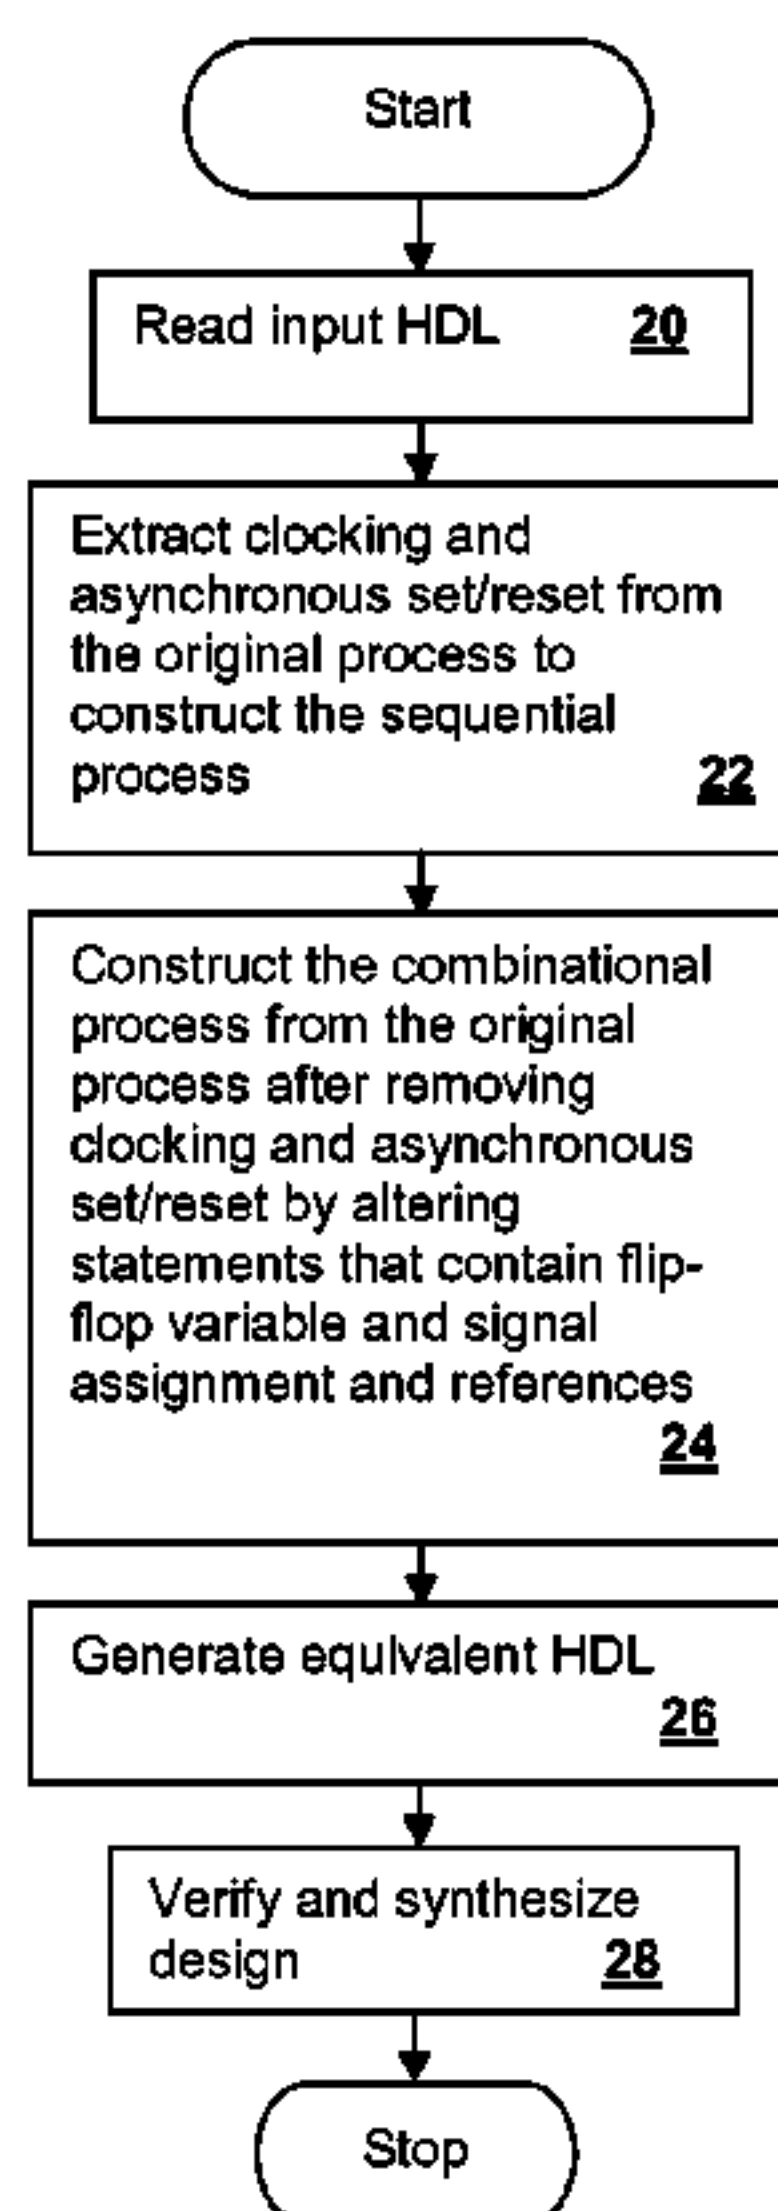 Start
Read input HDL 20
Extract clocking and
asynchronous set/reset from
the original process to
construct the sequential
process 22
Construct the combinational
process from the original
process after removing
clocking and asynchronous
set/reset by altering
statements that contain flip-
flop variable and signal
assignment and references
24
Generate equivalent HDL
26
Verify and synthesize
design 28
Stop